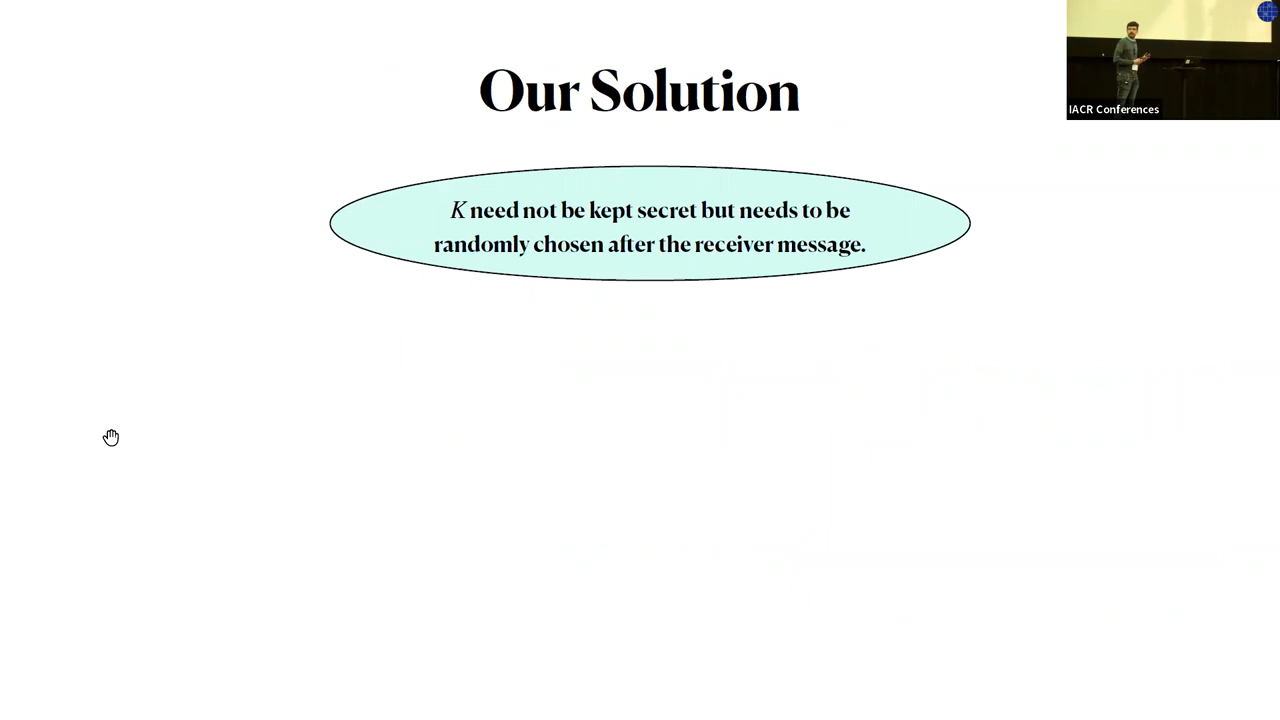 Our Solution
K need not be kept secret but needs to be
randomly chosen after the receiver message.
IACR Conferences